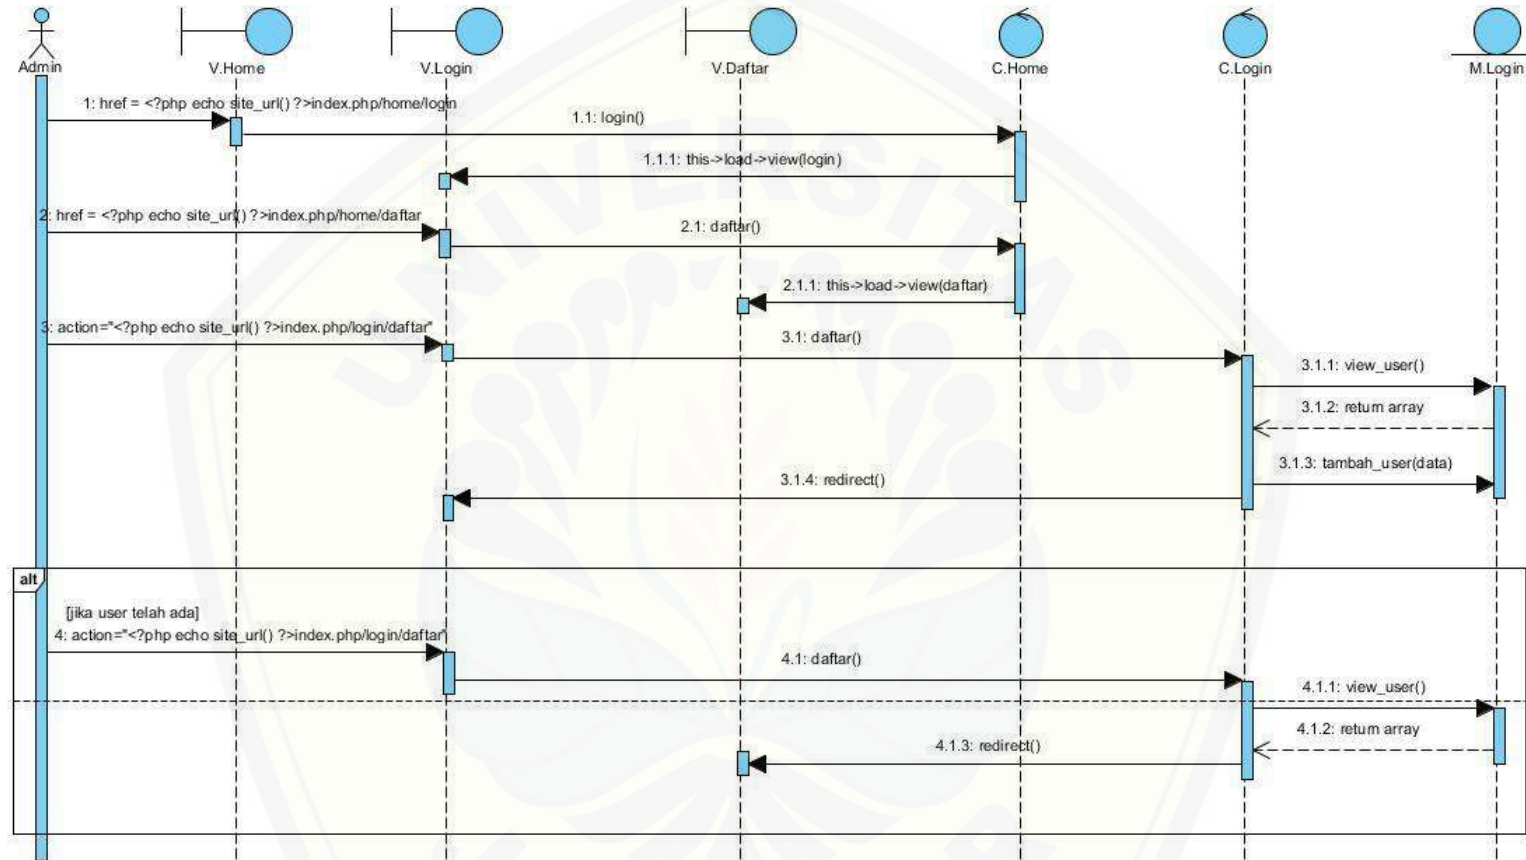 Admin
V.Home
V.Login
V.Daftar
C.Home
C.Login
M.Login
1: href = <?php echo site_url() ?>index.php/home/login
1.1: login()
1.1.1: this->load->view(login)
2: href = <?php echo site_url() ?>index.php/home/daftar
2.1: daftar()
2.1.1: this->load->view(daftar)
3: action="<?php echo site_url() ?>index.php/login/daftar"
3.1: daftar()
3.1.1: view_user()
3.1.2: return array
3.1.3: tambah_user(data)
3.1.4: redirect()
alt
[jika user telah ada]
4: action="<?php echo site_url() ?>index.php/login/daftar"
4.1: daftar()
4.1.1: view_user()
4.1.2: return array
4.1.3: redirect()
UNIVERSITAS